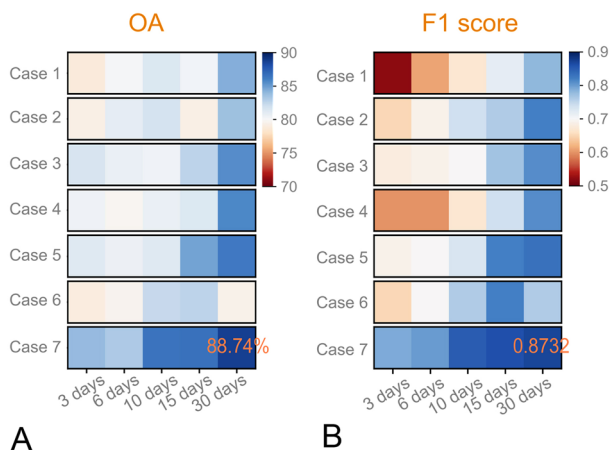 OA
F1 score
Case 1
Case 2
Case 3
Case 4
Case 5
Case 6
Case 7
88.74%
90
85
80
75
70
3 days
6 days
10 days
15 days
30 days
A
Case 1
Case 2
Case 3
Case 4
Case 5
Case 6
Case 7
0.8732
0.9
0.8
0.7
0.6
0.5
3 days
6 days
10 days
15 days
30 days
B